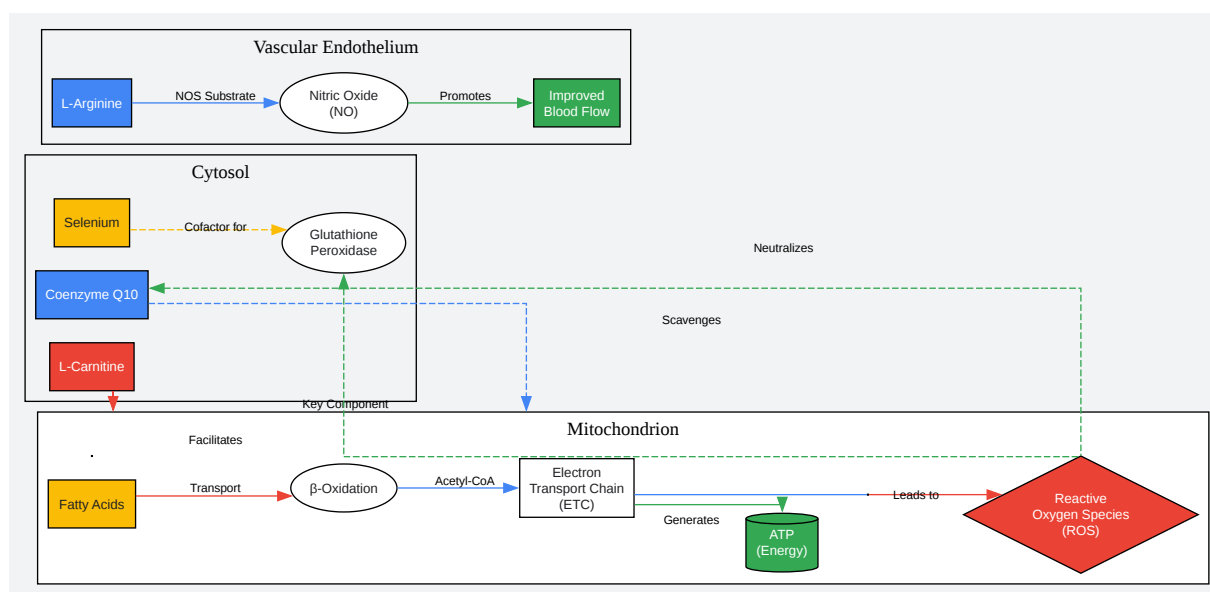 Vascular Endothelium
L-Arginine
NOS Substrate
Nitric Oxide
(NO)
Promotes
Improved
Blood Flow
Cytosol
Selenium
Cofactor for
Glutathione
Peroxidase
Neutralizes
Coenzyme Q10
Scavenges
L-Carnitine
Key Component
Mitochondrion
Facilitates
Fatty Acids
Transport
β-Oxidation
Acetyl-CoA
Electron
Transport Chain
(ETC)
Generates
ATP
(Energy)
Leads to
Reactive
Oxygen Species
(ROS)